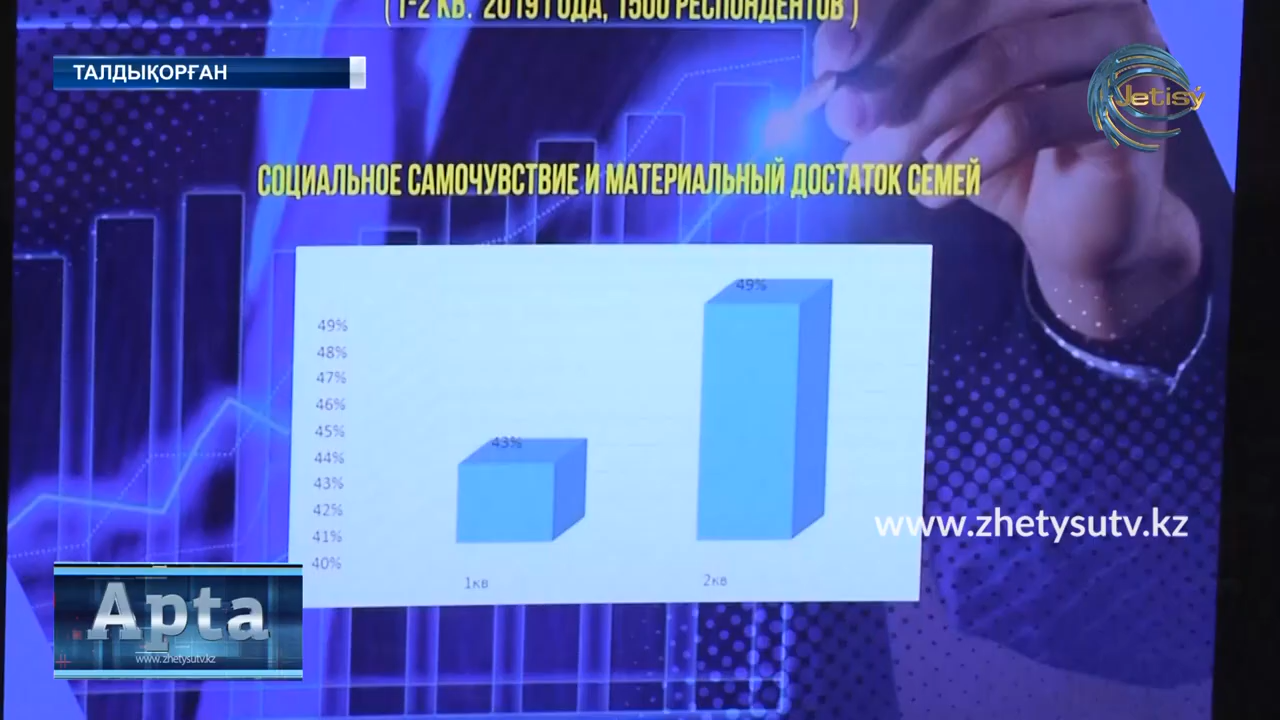 (1-2 КВ. 2019 ГОДА, 1500 РЕСПОНДЕНТОВ)
ТАЛДЫҚОРҒАН
Jetisý
СОЦИАЛЬНОЕ САМОЧУВСТВИЕ И МАТЕРИАЛЬНЫЙ ДОСТАТОК СЕМЕЙ
49%
49%
48%
47%
46%
45%
43%
44%
43%
42%
41%
40%
1кв
2кв
www.zhetysutv.kz
Apta
www.zhetysutv.kz